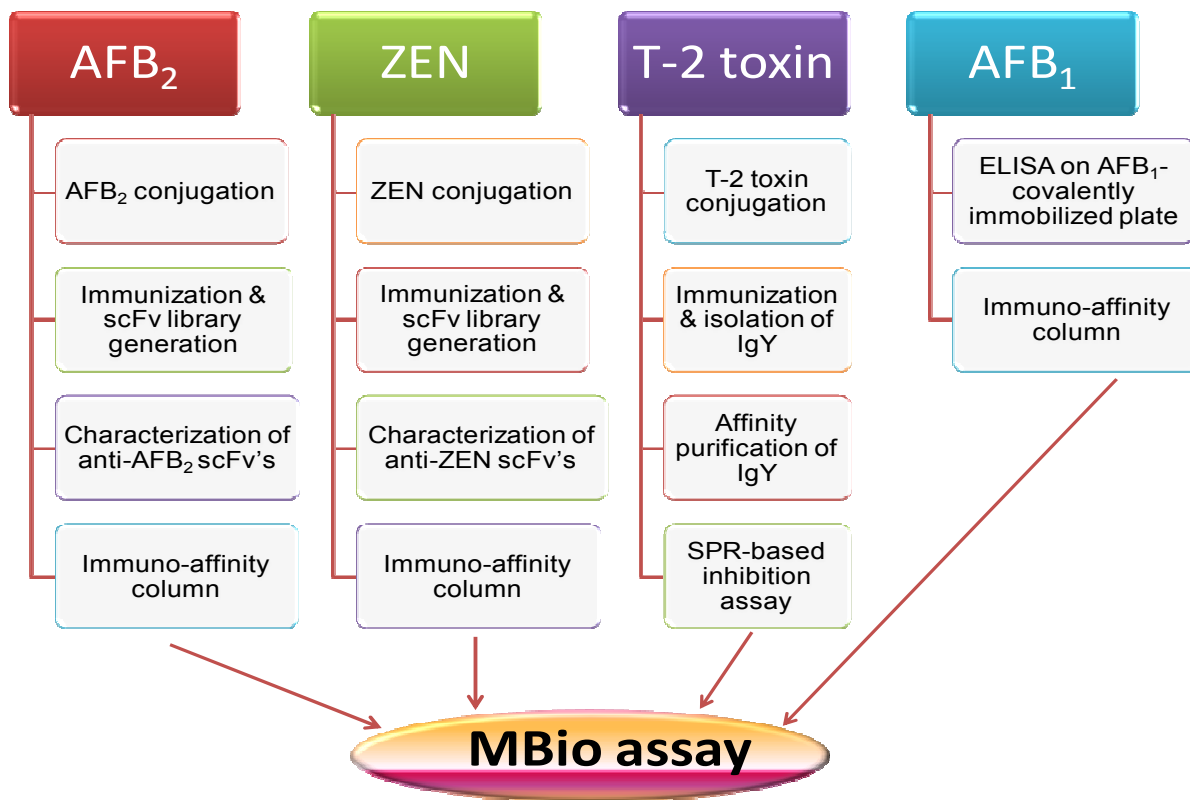 AFB₂
AFB₂ conjugation
Immunization &
scFv library
generation
Characterization of
anti-AFB₂ scFv’s
Immuno-affinity
column
ZEN
ZEN conjugation
Immunization &
scFv library
generation
Characterization of
anti-ZEN scFv’s
Immuno-affinity
column
T-2 toxin
T-2 toxin
conjugation
Immunization
& isolation of
IgY
Affinity
purification of
IgY
SPR-based
inhibition
assay
AFB₁
ELISA on AFB₁-
covalently
immobilized plate
Immuno-affinity
column
MBio assay